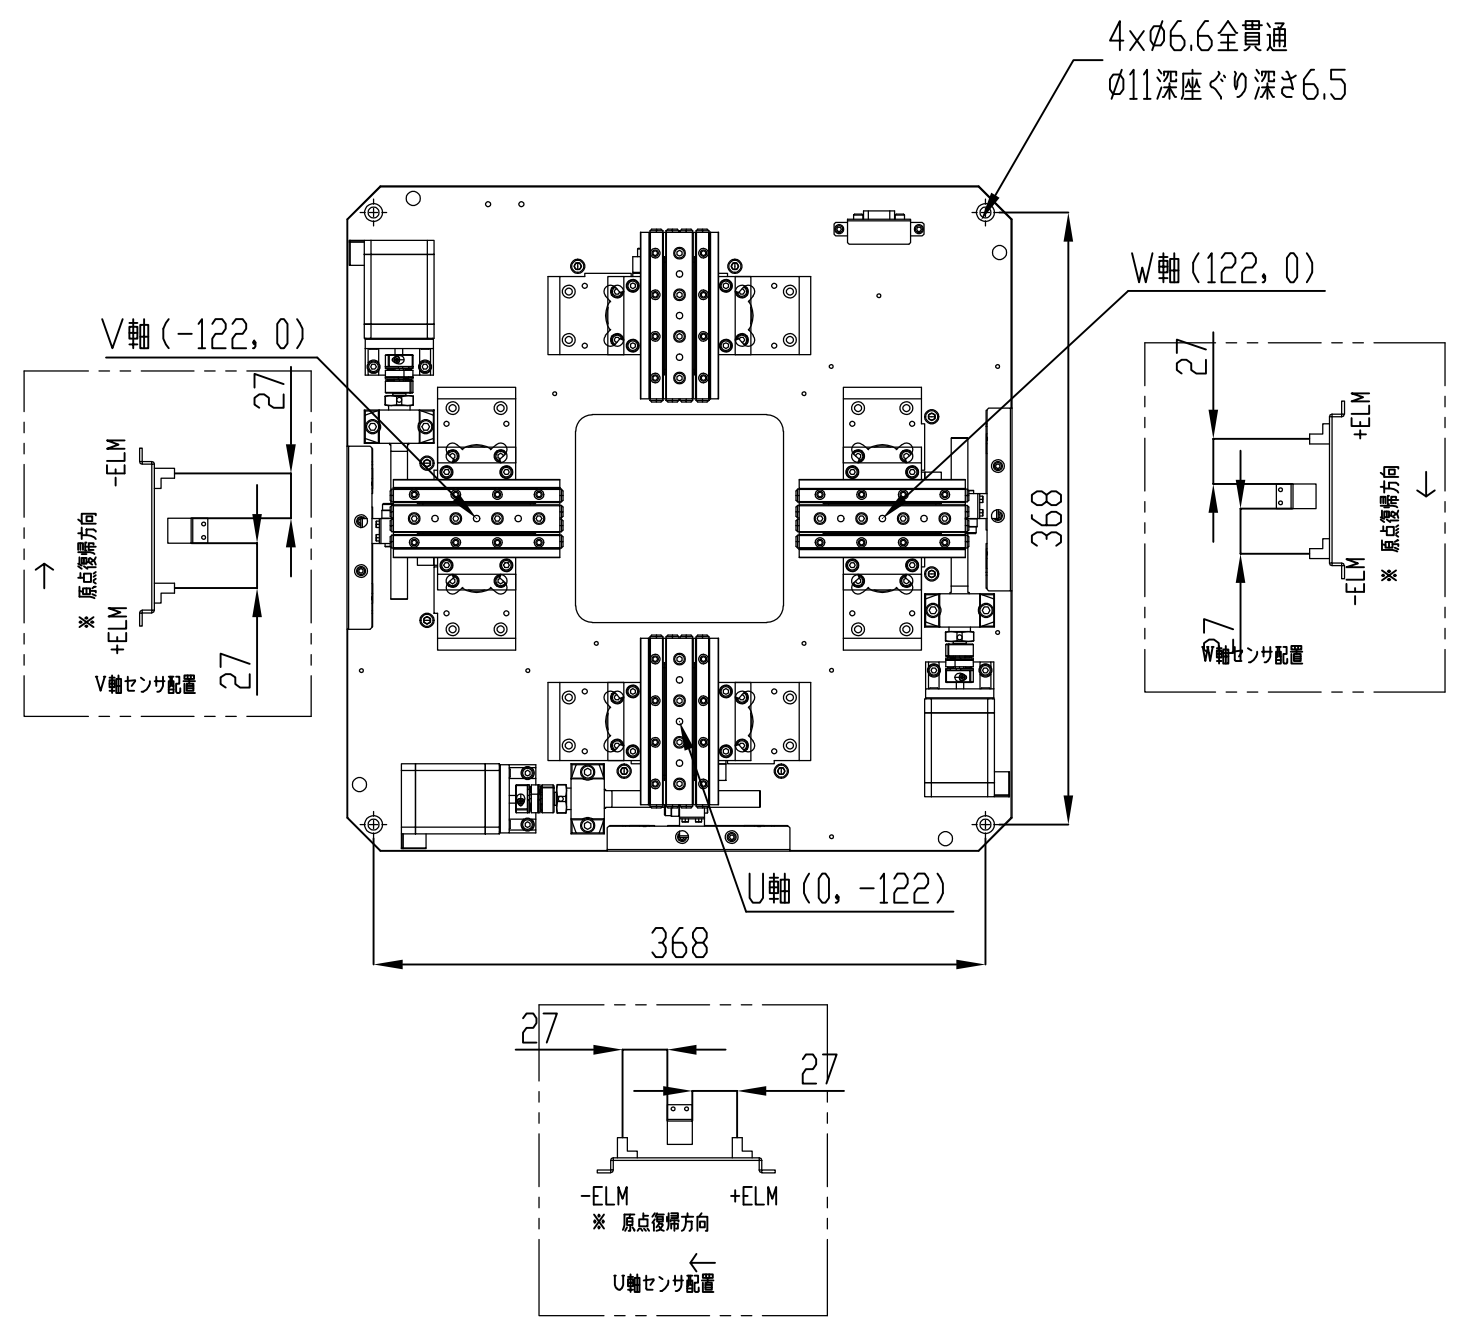 4xØ6.6全貫通
Ø11深座ぐり深さ6.5
W軸(122, 0)
V軸(-122, 0)
27
-ELM
※ 原点復帰方向
↑
+ELM
27
V軸センサ配置
27
+ELM
↓
※ 原点復帰方向
-ELM
27
W軸センサ配置
368
U軸(0, -122)
368
27
27
-ELM
+ELM
※ 原点復帰方向
←
U軸センサ配置